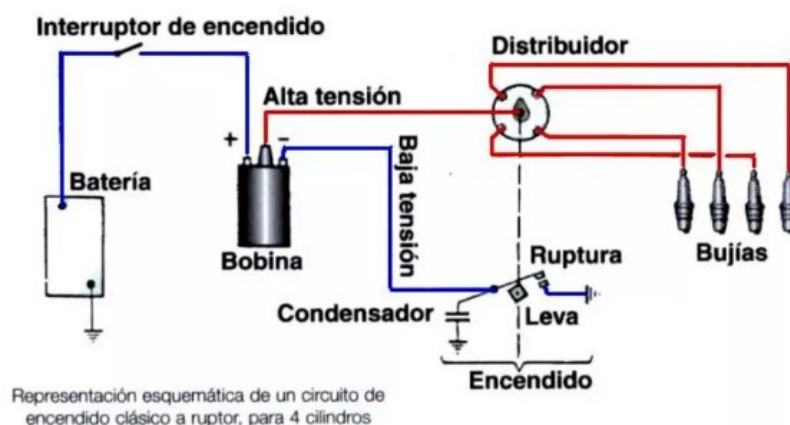 Interruptor de encendido
Distribuidor
Alta tensión
+
–
Batería
Bobina
Baja tensión
Bujías
Ruptura
Condensador
Leva
Encendido
Representación esquemática de un circuito de
encendido clásico a ruptor, para 4 cilindros